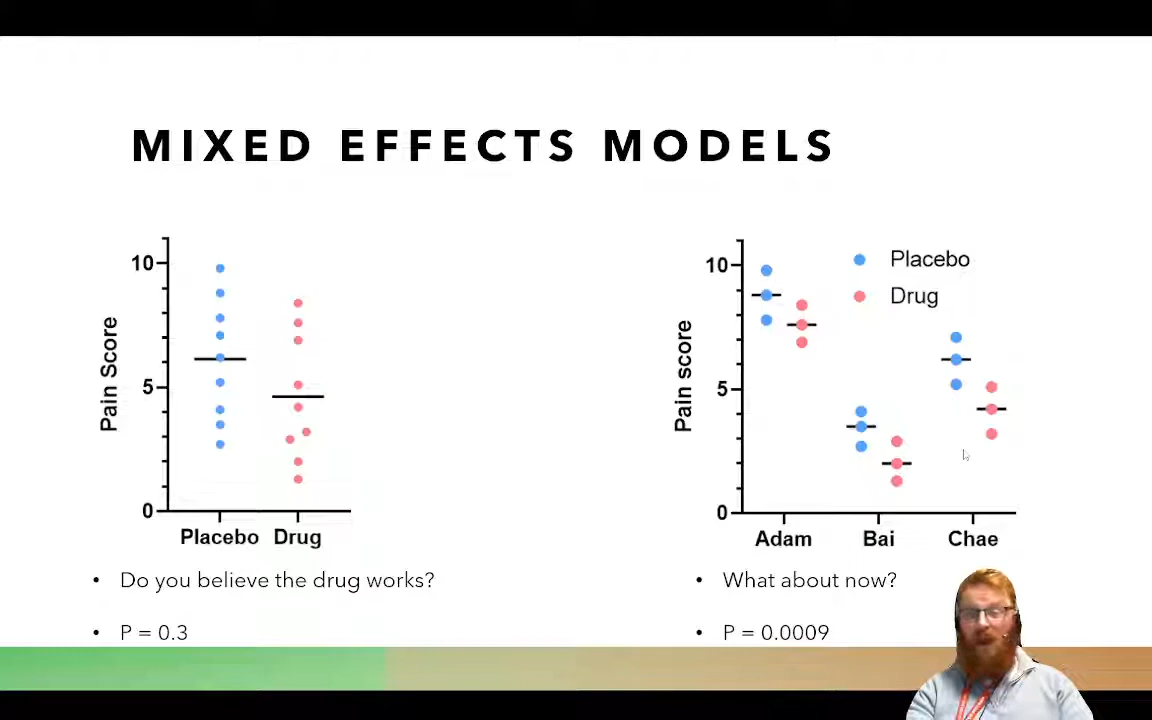 MIXED EFFECTS MODELS
10
5
0
Pain Score
Placebo Drug
• Do you believe the drug works?
• P = 0.3
10
5
0
Pain score
Placebo
Drug
Adam Bai Chae
• What about now?
• P = 0.0009